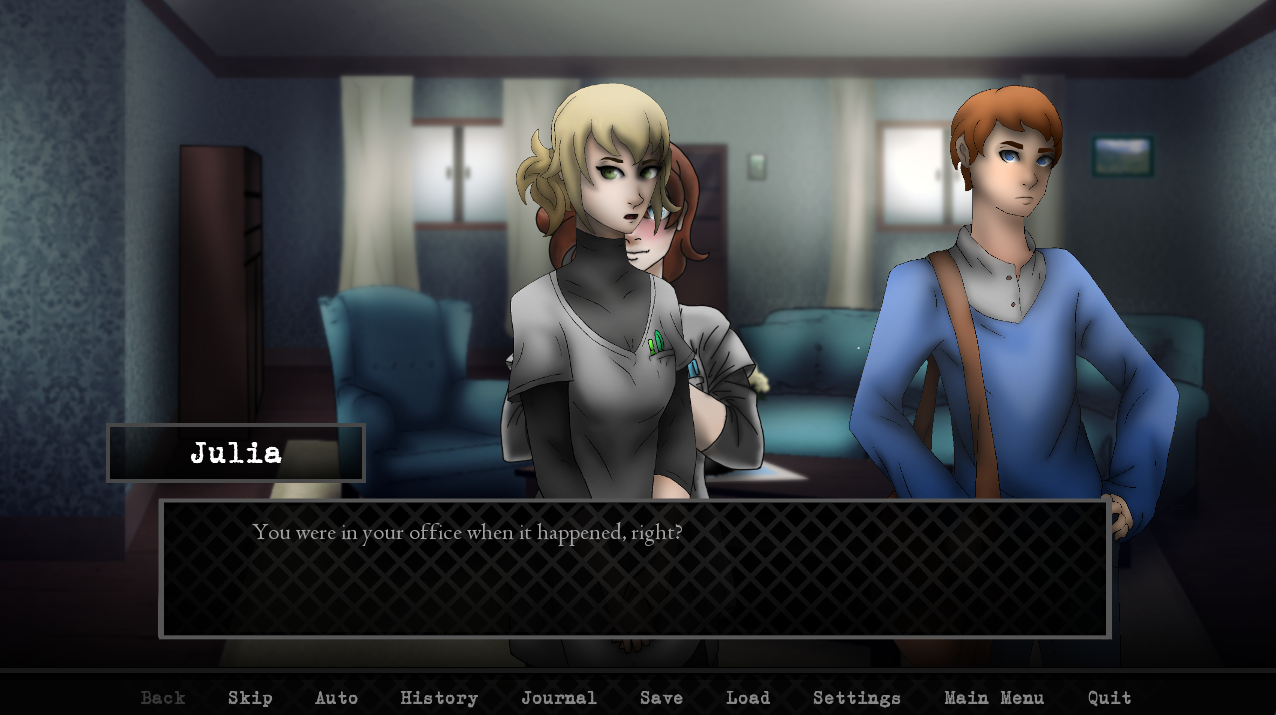 Julia
You were in your office when it happened, right?
Back Skip Auto History Journal Save Load Settings Main Menu Quit